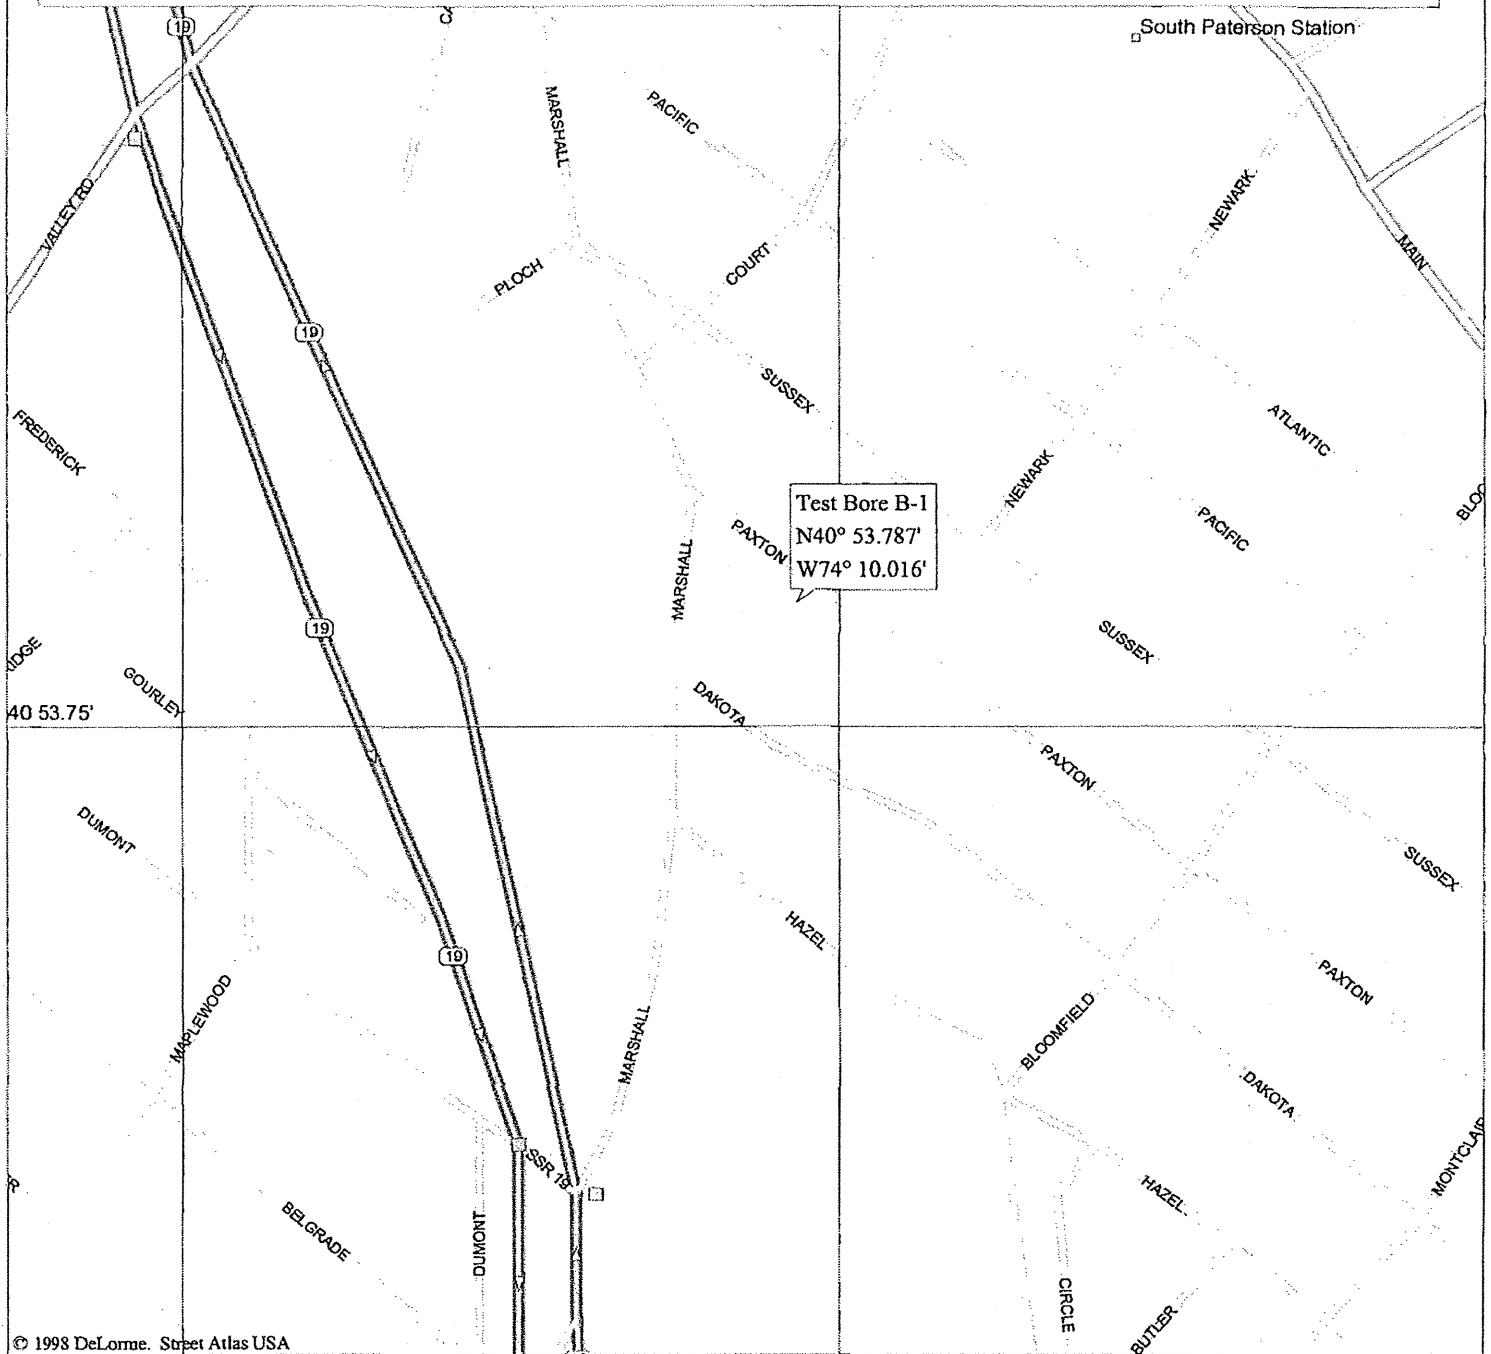 19
South Paterson Station
MARSHALL
PACIFIC
VALLEY RD
NEWARK
MAIN
PLOCH
COURT
19
SUSSEX
FREDERICK
ATLANTIC
NEWARK
Test Bore B-1
N40° 53.787'
W74° 10.016'
PAXTON
PACIFIC
MARSHALL
19
SUSSEX
GOURLEY
DAKOTA
40 53.75'
PAXTON
DUMONT
SUSSEX
HAZEL
19
MAPLEWOOD
PAXTON
MARSHALL
BLOOMFIELD
DAKOTA
SSR 19
MONTCLAIR
HAZEL
BELGRADE
DUMONT
CIRCLE
BUTLER
© 1998 DeLorme. Street Atlas USA